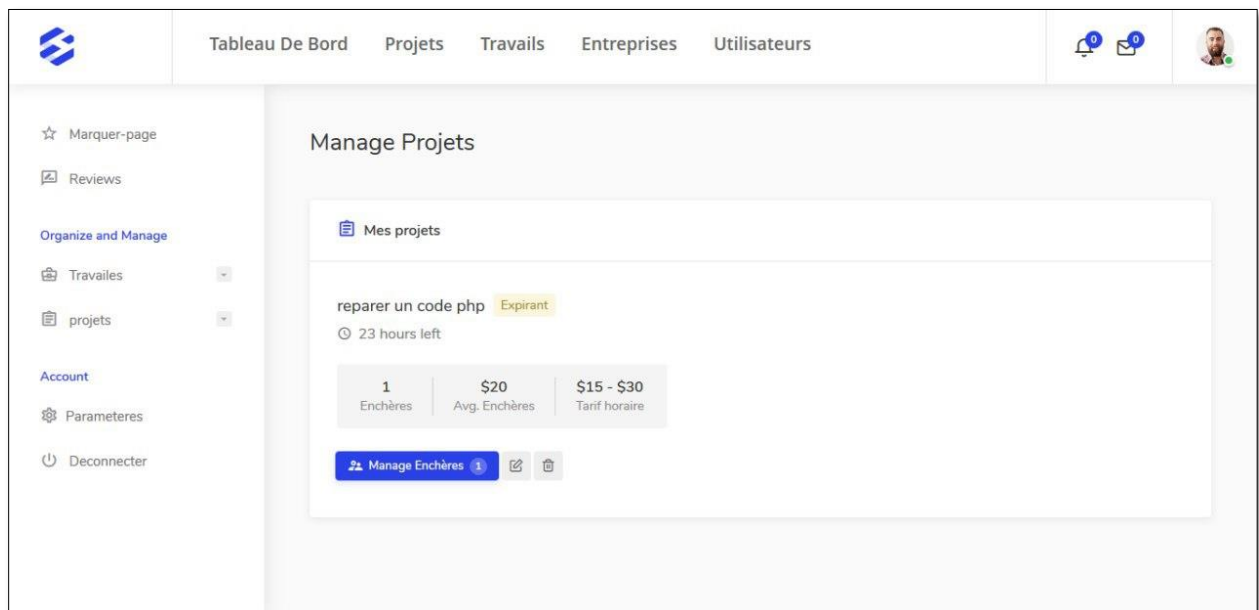 Tableau De Bord Projets Travails Entreprises Utilisateurs 0 0
Marquer-page
Reviews
Organize and Manage
Travailes
projets
Account
Parameteres
Deconnecter
Manage Projets
Mes projets
reparer un code php Expirant
23 hours left
1 $20 $15 - $30
Enchères Avg. Enchères Tarif horaire
Manage Enchères 1